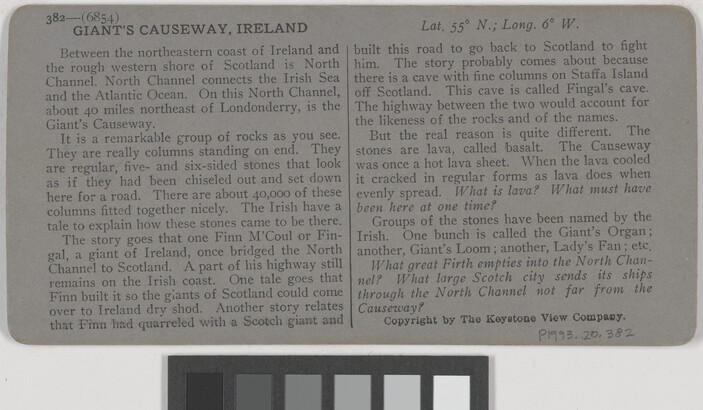 382—(6854)
GIANT'S CAUSEWAY, IRELAND
Lat. 55° N.; Long. 6° W.
Between the northeastern coast of Ireland and
the rough western shore of Scotland is North
Channel. North Channel connects the Irish Sea
and the Atlantic Ocean. On this North Channel,
about 40 miles northeast of Londonderry, is the
Giant's Causeway.
It is a remarkable group of rocks as you see.
They are really columns standing on end. They
are regular, five- and six-sided stones that look
as if they had been chiseled out and set down
here for a road. There are about 40,000 of these
columns fitted together nicely. The Irish have a
tale to explain how these stones came to be there.
The story goes that one Finn M'Coul or Fin-
gal, a giant of Ireland, once bridged the North
Channel to Scotland. A part of his highway still
remains on the Irish coast. One tale goes that
Finn built it so the giants of Scotland could come
over to Ireland dry shod. Another story relates
that Finn had quarreled with a Scotch giant and
built this road to go back to Scotland to fight
him. The story probably comes about because
there is a cave with fine columns on Staffa Island
off Scotland. This cave is called Fingal's cave.
The highway between the two would account for
the likeness of the rocks and of the names.
But the real reason is quite different. The
stones are lava, called basalt. The Causeway
was once a hot lava sheet. When the lava cooled
it cracked in regular forms as lava does when
evenly spread. What is lava? What must have
been here at one time?
Groups of the stones have been named by the
Irish. One bunch is called the Giant's Organ;
another, Giant's Loom; another, Lady's Fan; etc.
What great Firth empties into the North Chan-
nel? What large Scotch city sends its ships
through the North Channel not far from the
Causeway?
Copyright by The Keystone View Company.
P1993.20.382